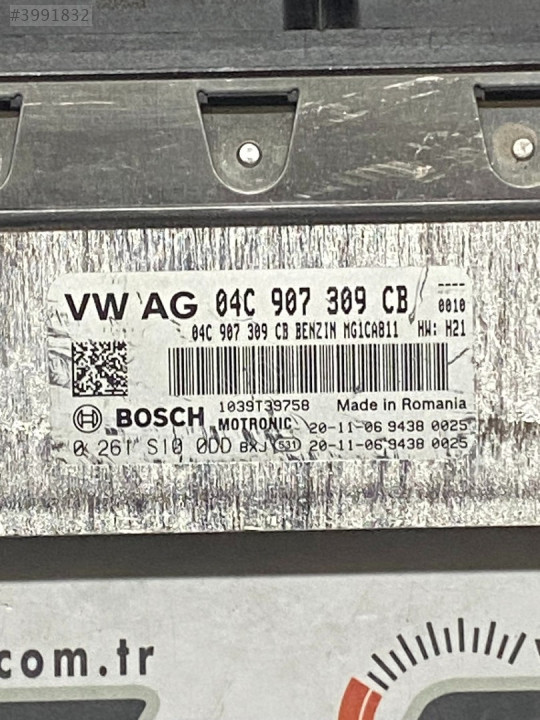 #3991832
VW AG 04C 907 309 CB
----
0010
04C 907 309 CB BENZIN MG1CAB11 HW: H21
1039T39758 Made in Romania
BOSCH MOTRONIC 20-11-06 9438 0025
0 261 S10 0DD BXJ S31 20-11-06 9438 0025
com.tr